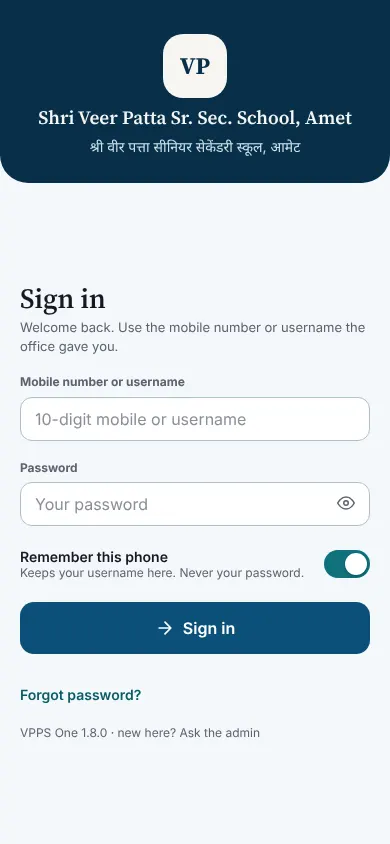 VP
Shri Veer Patta Sr. Sec. School, Amet
श्री वीर पत्ता सीनियर सेकेंडरी स्कूल, आमेट
Sign in
Welcome back. Use the mobile number or username the
office gave you.
Mobile number or username
10-digit mobile or username
Password
Your password
Remember this phone
Keeps your username here. Never your password.
Sign in
Forgot password?
VPPS One 1.8.0 · new here? Ask the admin